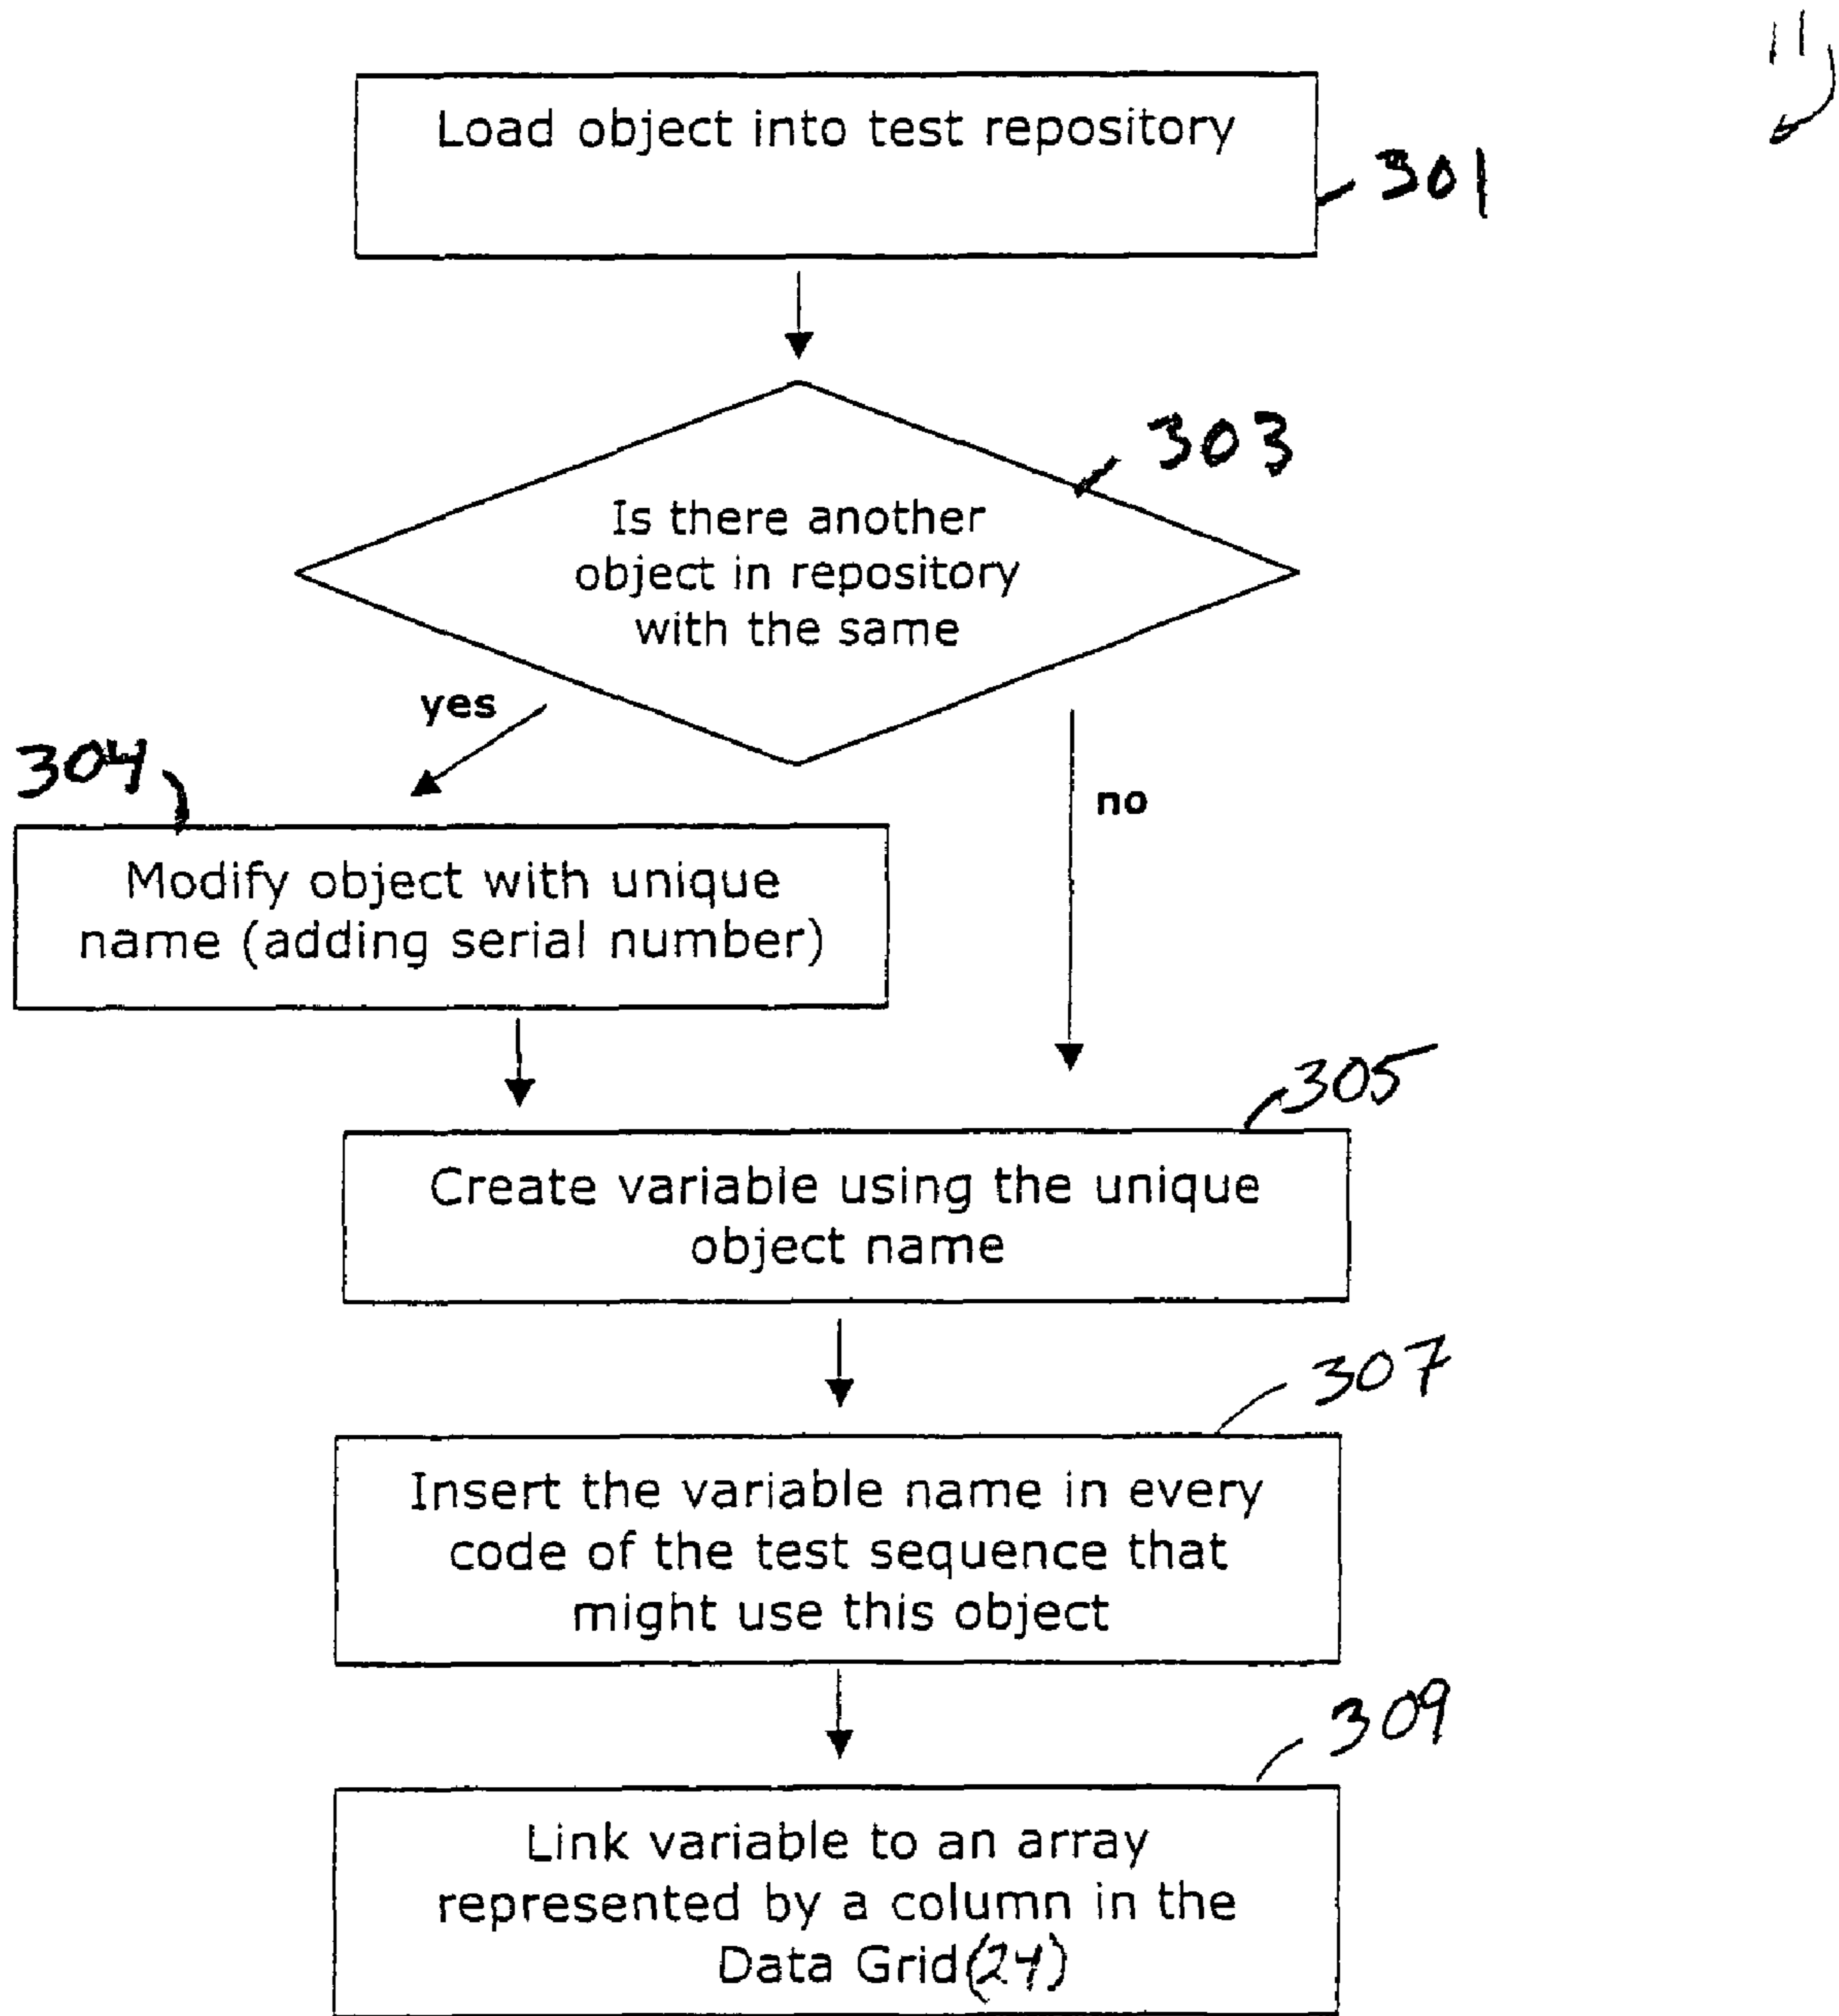 11
Load object into test repository
301
303
Is there another
object in repository
with the same
yes
no
304
Modify object with unique
name (adding serial number)
305
Create variable using the unique
object name
307
Insert the variable name in every
code of the test sequence that
might use this object
309
Link variable to an array
represented by a column in the
Data Grid(24)